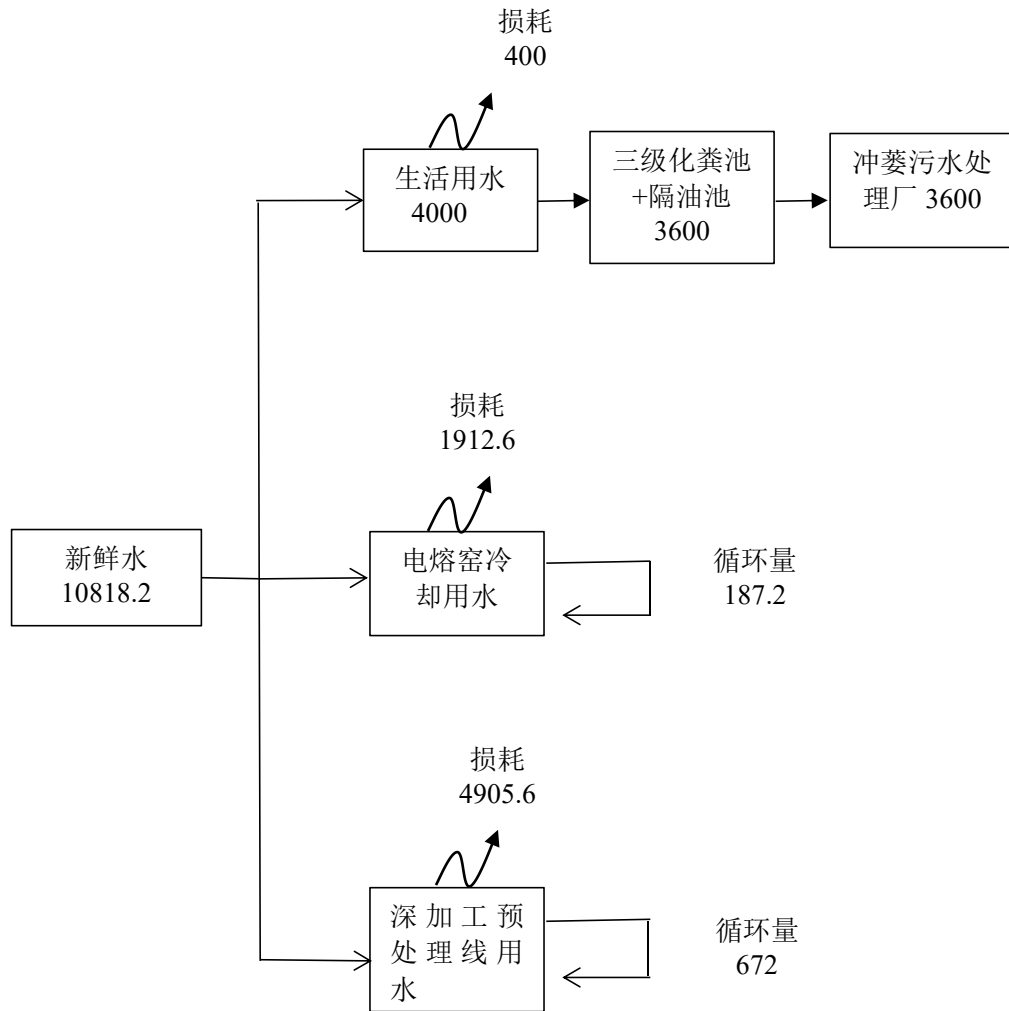 损耗
400
生活用水
4000
三级化粪池
+隔油池
3600
冲蒌污水处
理厂 3600
损耗
1912.6
新鲜水
10818.2
电熔窑冷
却用水
循环量
187.2
损耗
4905.6
深加工预
处理线用
水
循环量
672